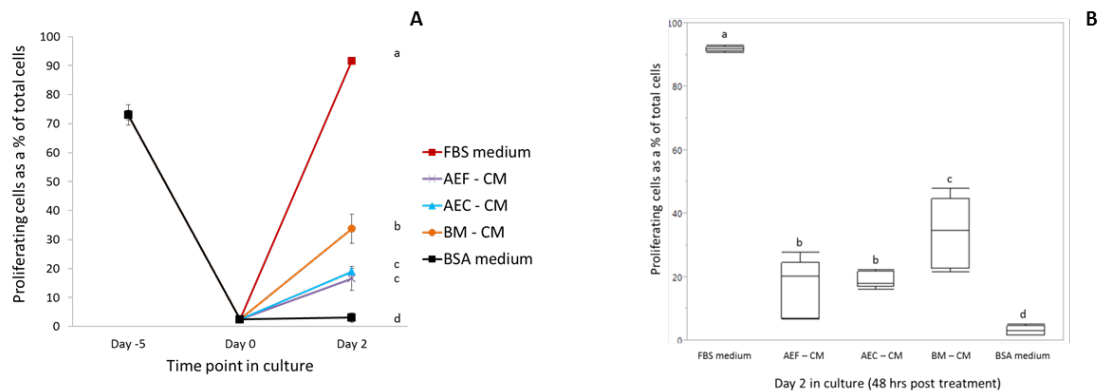 A
Proliferating cells as a % of total cells
100
90
80
70
60
50
40
30
20
10
0
Day -5
Day 0
Day 2
Time point in culture
a
b
c
c
d
FBS medium
AEF - CM
AEC - CM
BM - CM
BSA medium
B
Proliferating cells as a % of total cells
100
80
60
40
20
0
a
b
b
c
d
FBS medium
AEF – CM
AEC – CM
BM – CM
BSA medium
Day 2 in culture (48 hrs post treatment)